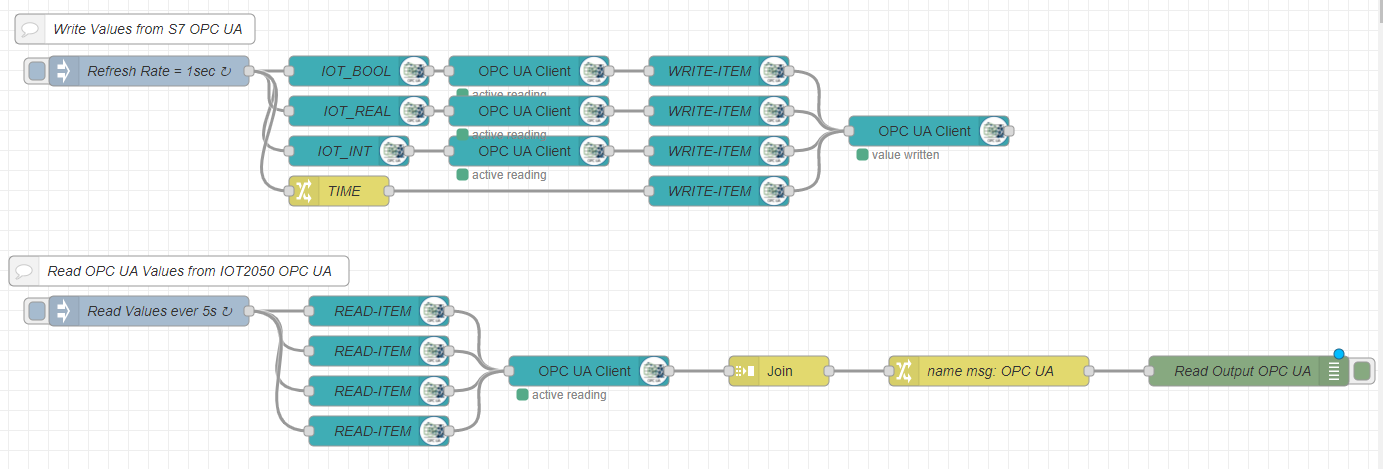 Write Values from S7 OPC UA
Refresh Rate = 1sec ↻
IOT_BOOL
OPC UA Client
WRITE-ITEM
active reading
IOT_REAL
OPC UA Client
WRITE-ITEM
active reading
OPC UA Client
value written
IOT_INT
OPC UA Client
WRITE-ITEM
active reading
TIME
WRITE-ITEM
Read OPC UA Values from IOT2050 OPC UA
Read Values ever 5s ↻
READ-ITEM
READ-ITEM
READ-ITEM
READ-ITEM
OPC UA Client
active reading
Join
name msg: OPC UA
Read Output OPC UA